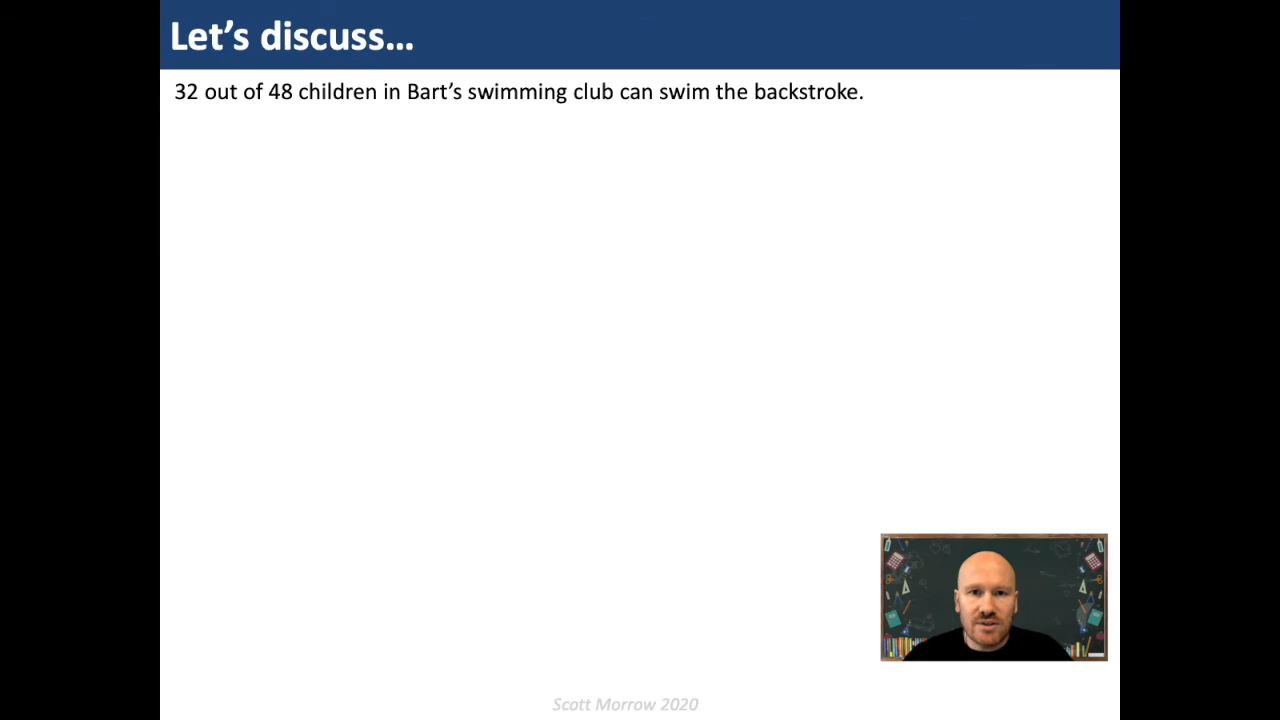 Let’s discuss…
32 out of 48 children in Bart’s swimming club can swim the backstroke.
Scott Morrow 2020